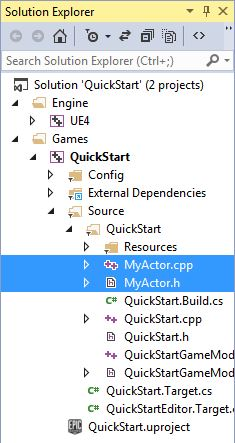 Solution Explorer
Search Solution Explorer (Ctrl+;)
Solution 'QuickStart' (2 projects)
Engine
UE4
Games
QuickStart
Config
External Dependencies
Source
QuickStart
Resources
MyActor.cpp
MyActor.h
QuickStart.Build.cs
QuickStart.cpp
QuickStart.h
QuickStartGameMod
QuickStartGameMod
QuickStart.Target.cs
QuickStartEditor.Target.c
QuickStart.uproject